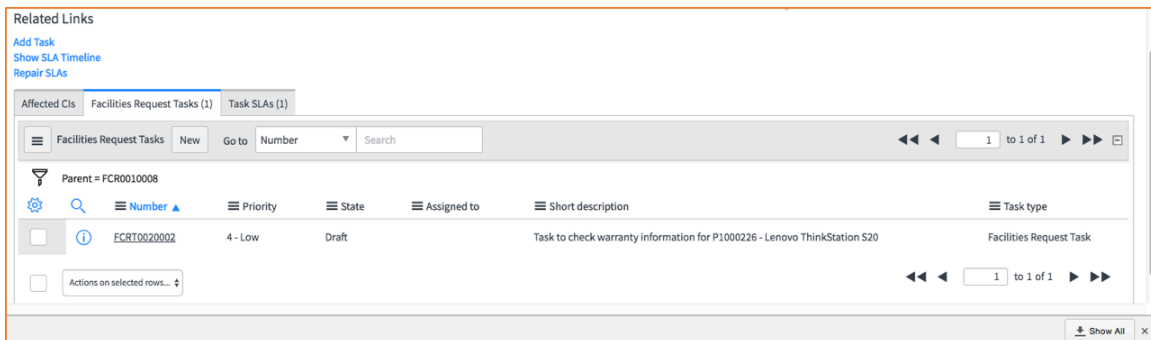 Related Links
Add Task
Show SLA Timeline
Repair SLAs
Affected CIs Facilities Request Tasks (1) Task SLAs (1)
Facilities Request Tasks New Go to Number Search 1 to 1 of 1
Parent = FCR0010008
Number Priority State Assigned to Short description Task type
FCRT0020002 4 - Low Draft Task to check warranty information for P1000226 - Lenovo ThinkStation S20 Facilities Request Task
Actions on selected rows... 1 to 1 of 1
Show All